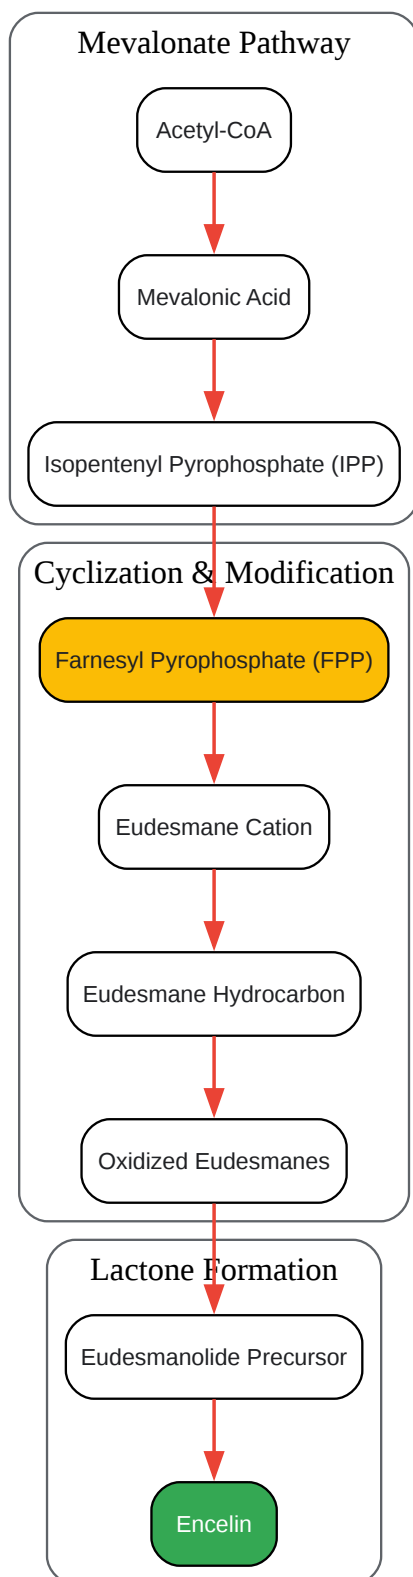 Mevalonate Pathway
Acetyl-CoA
Mevalonic Acid
Isopentenyl Pyrophosphate (IPP)
Cyclization & Modification
Farnesyl Pyrophosphate (FPP)
Eudesmane Cation
Eudesmane Hydrocarbon
Oxidized Eudesmanes
Lactone Formation
Eudesmanolide Precursor
Encelin